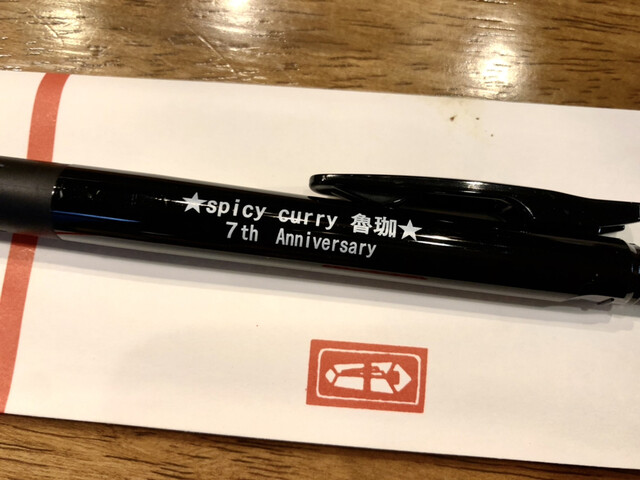 ★spicy curry 魯珈★
7th Anniversary